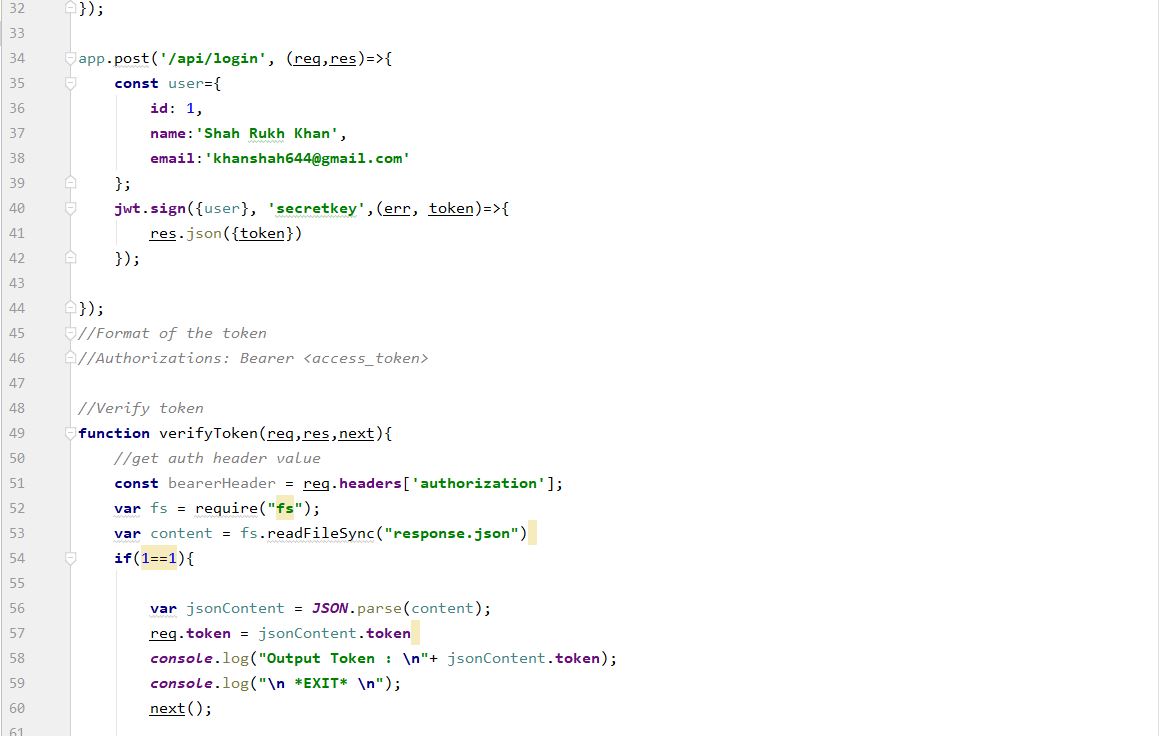 32 });
33
34 app.post('/api/login', (req,res)=>{
35     const user={
36         id: 1,
37         name:'Shah Rukh Khan',
38         email:'khanshah644@gmail.com'
39     };
40     jwt.sign({user}, 'secretkey',(err, token)=>{
41         res.json({token})
42     });
43
44 });
45 //Format of the token
46 //Authorizations: Bearer <access_token>
47
48 //Verify token
49 function verifyToken(req,res,next){
50     //get auth header value
51     const bearerHeader = req.headers['authorization'];
52     var fs = require("fs");
53     var content = fs.readFileSync("response.json")
54     if(1==1){
55
56         var jsonContent = JSON.parse(content);
57         req.token = jsonContent.token
58         console.log("Output Token : \n"+ jsonContent.token);
59         console.log("\n *EXIT* \n");
60         next();
61